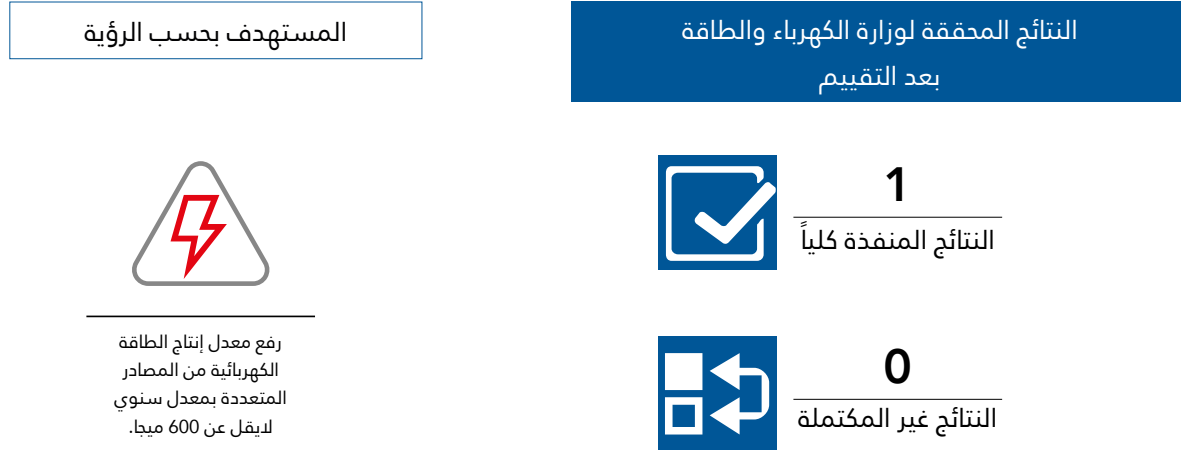 النتائج المحققة لوزارة الكهرباء والطاقة
بعد التقييم
1
النتائج المنفذة كلياً
0
النتائج غير المكتملة
المستهدف بحسب الرؤية
رفع معدل إنتاج الطاقة
الكهربائية من المصادر
المتعددة بمعدل سنوي
لايقل عن 600 ميجا.